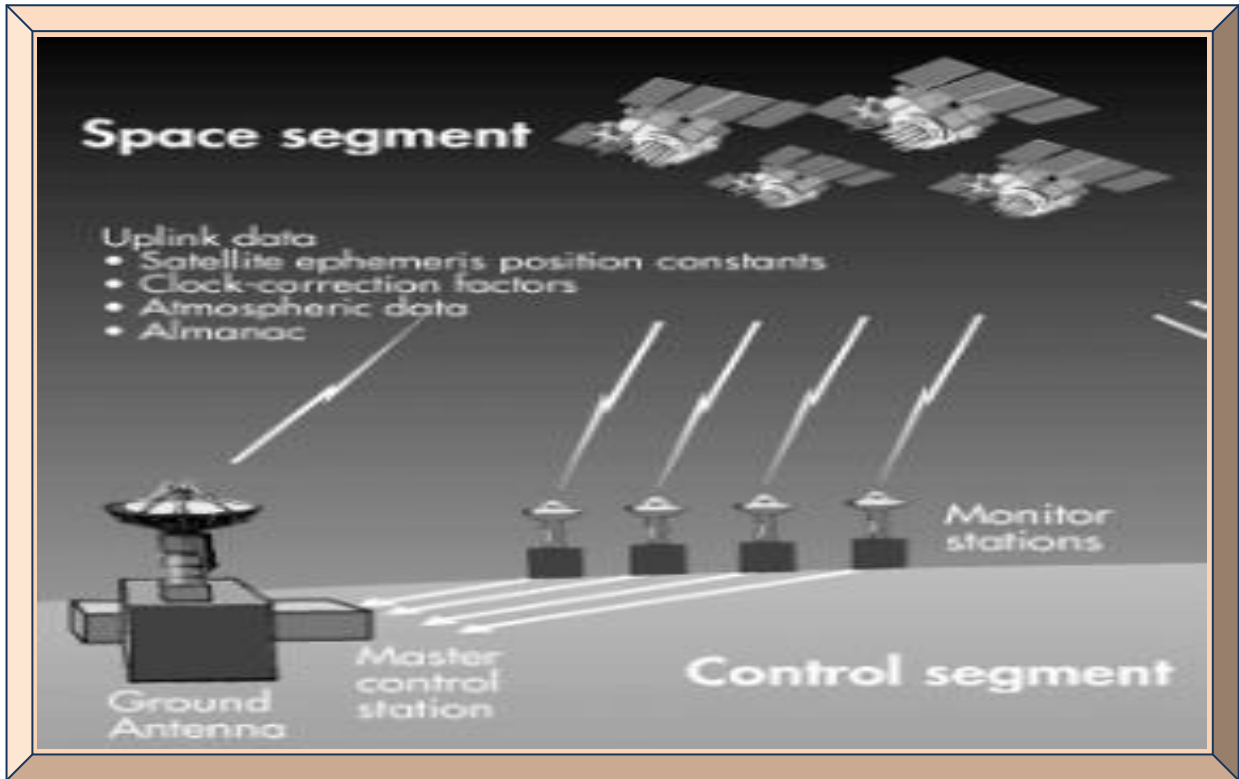 Space segment
Uplink data
• Satellite ephemeris position constants
• Clock-correction factors
• Atmospheric data
• Almanac
Monitor
stations
Master
control
station
Control segment
Ground
Antenna